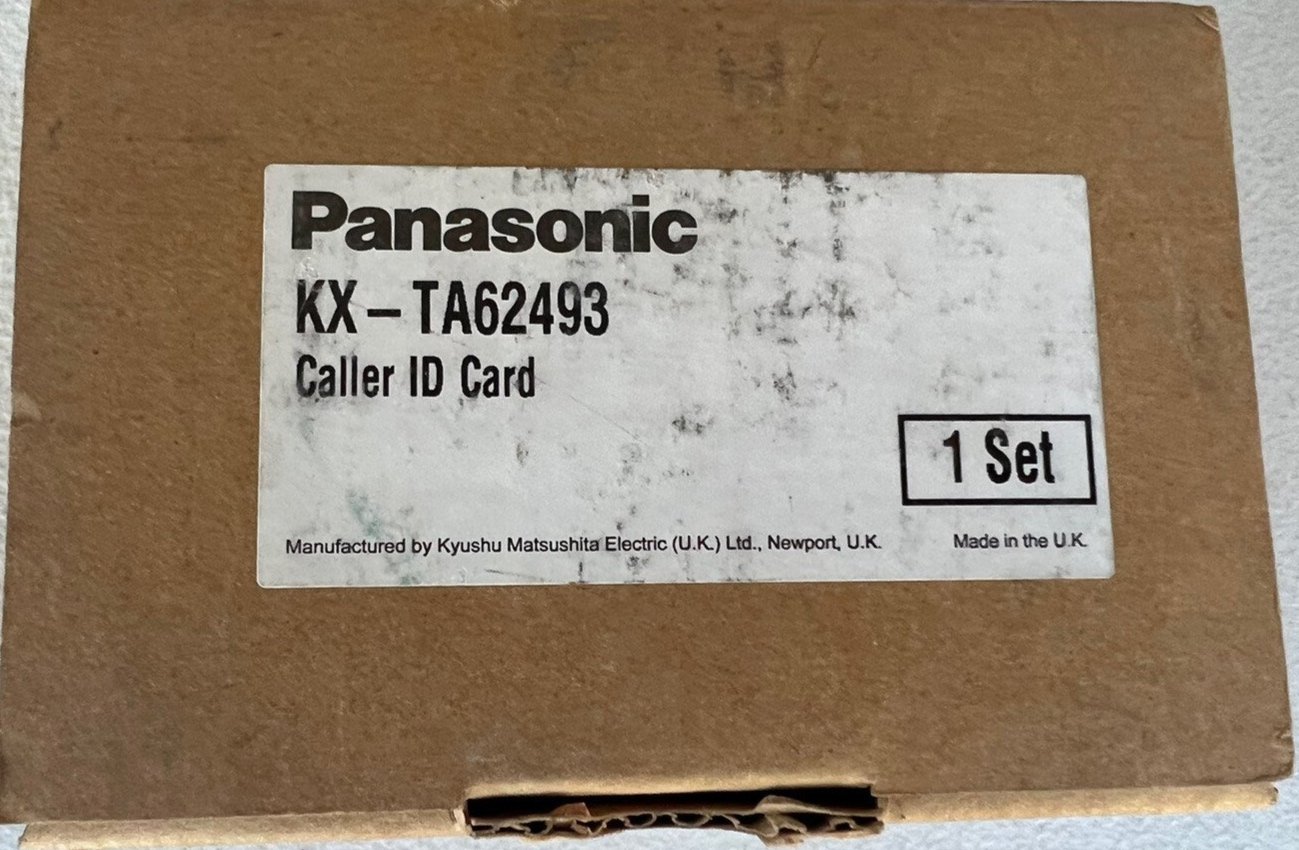 Panasonic
KX-TA62493
Caller ID Card
1 Set
Manufactured by Kyushu Matsushita Electric (U.K.) Ltd., Newport, U.K.
Made in the U.K.